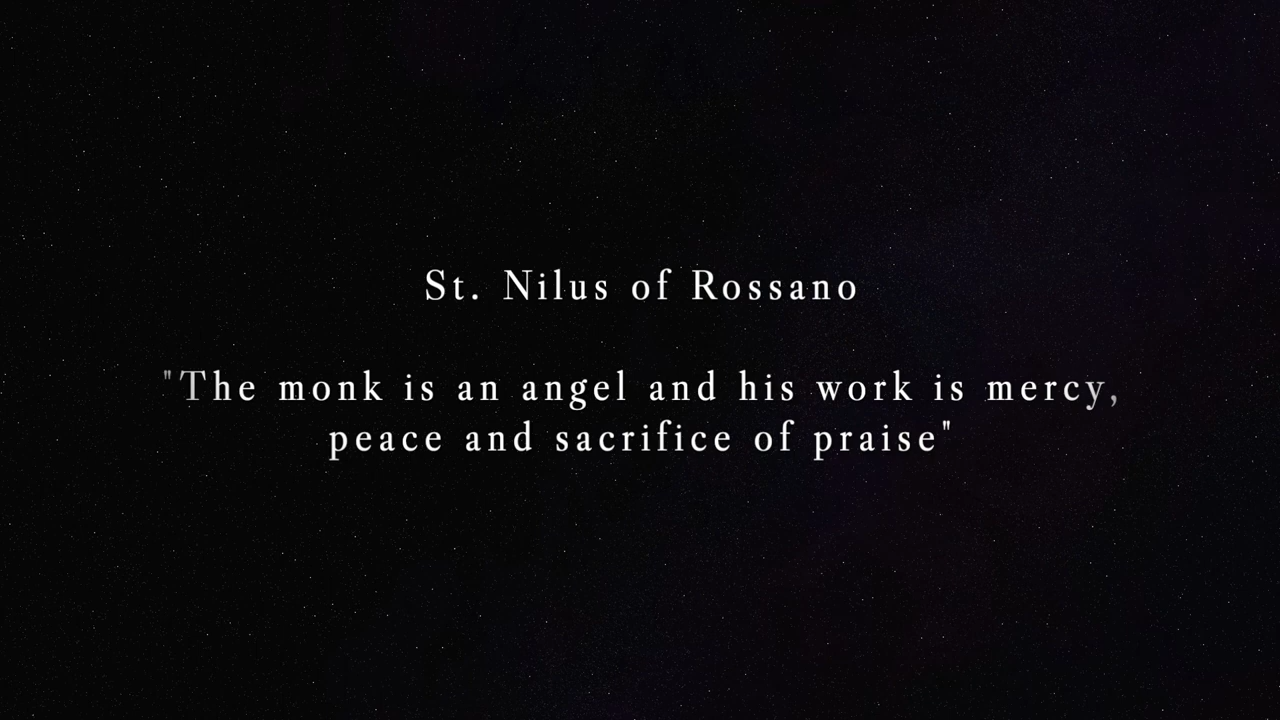 St. Nilus of Rossano
"The monk is an angel and his work is mercy,
peace and sacrifice of praise"